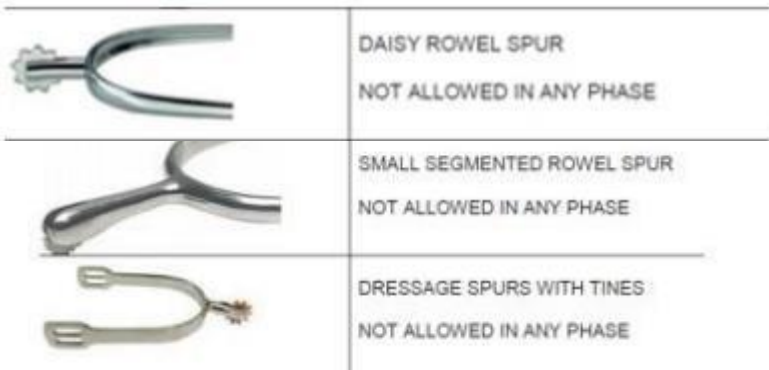 DAISY ROWEL SPUR
NOT ALLOWED IN ANY PHASE
SMALL SEGMENTED ROWEL SPUR
NOT ALLOWED IN ANY PHASE
DRESSAGE SPURS WITH TINES
NOT ALLOWED IN ANY PHASE